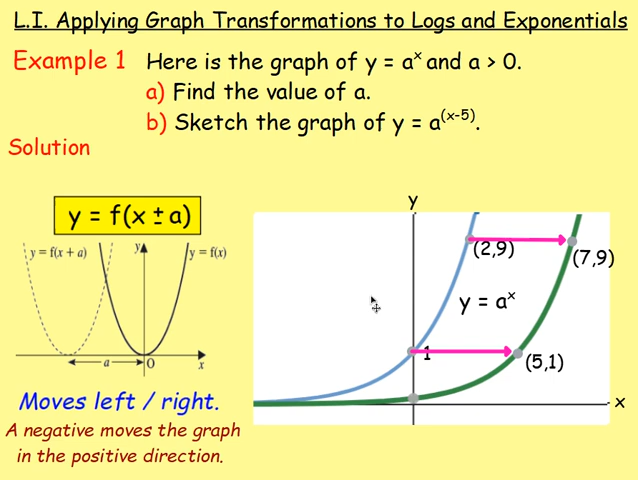 L.I. Applying Graph Transformations to Logs and Exponentials
Example 1 Here is the graph of y = aˣ and a > 0.
a) Find the value of a.
b) Sketch the graph of y = a⁽ˣ⁻⁵⁾.
Solution
y = f(x ± a)
y = f(x + a) y y = f(x)
a O x
Moves left / right.
A negative moves the graph
in the positive direction.
y
(2,9)
(7,9)
y = aˣ
1
(5,1)
x